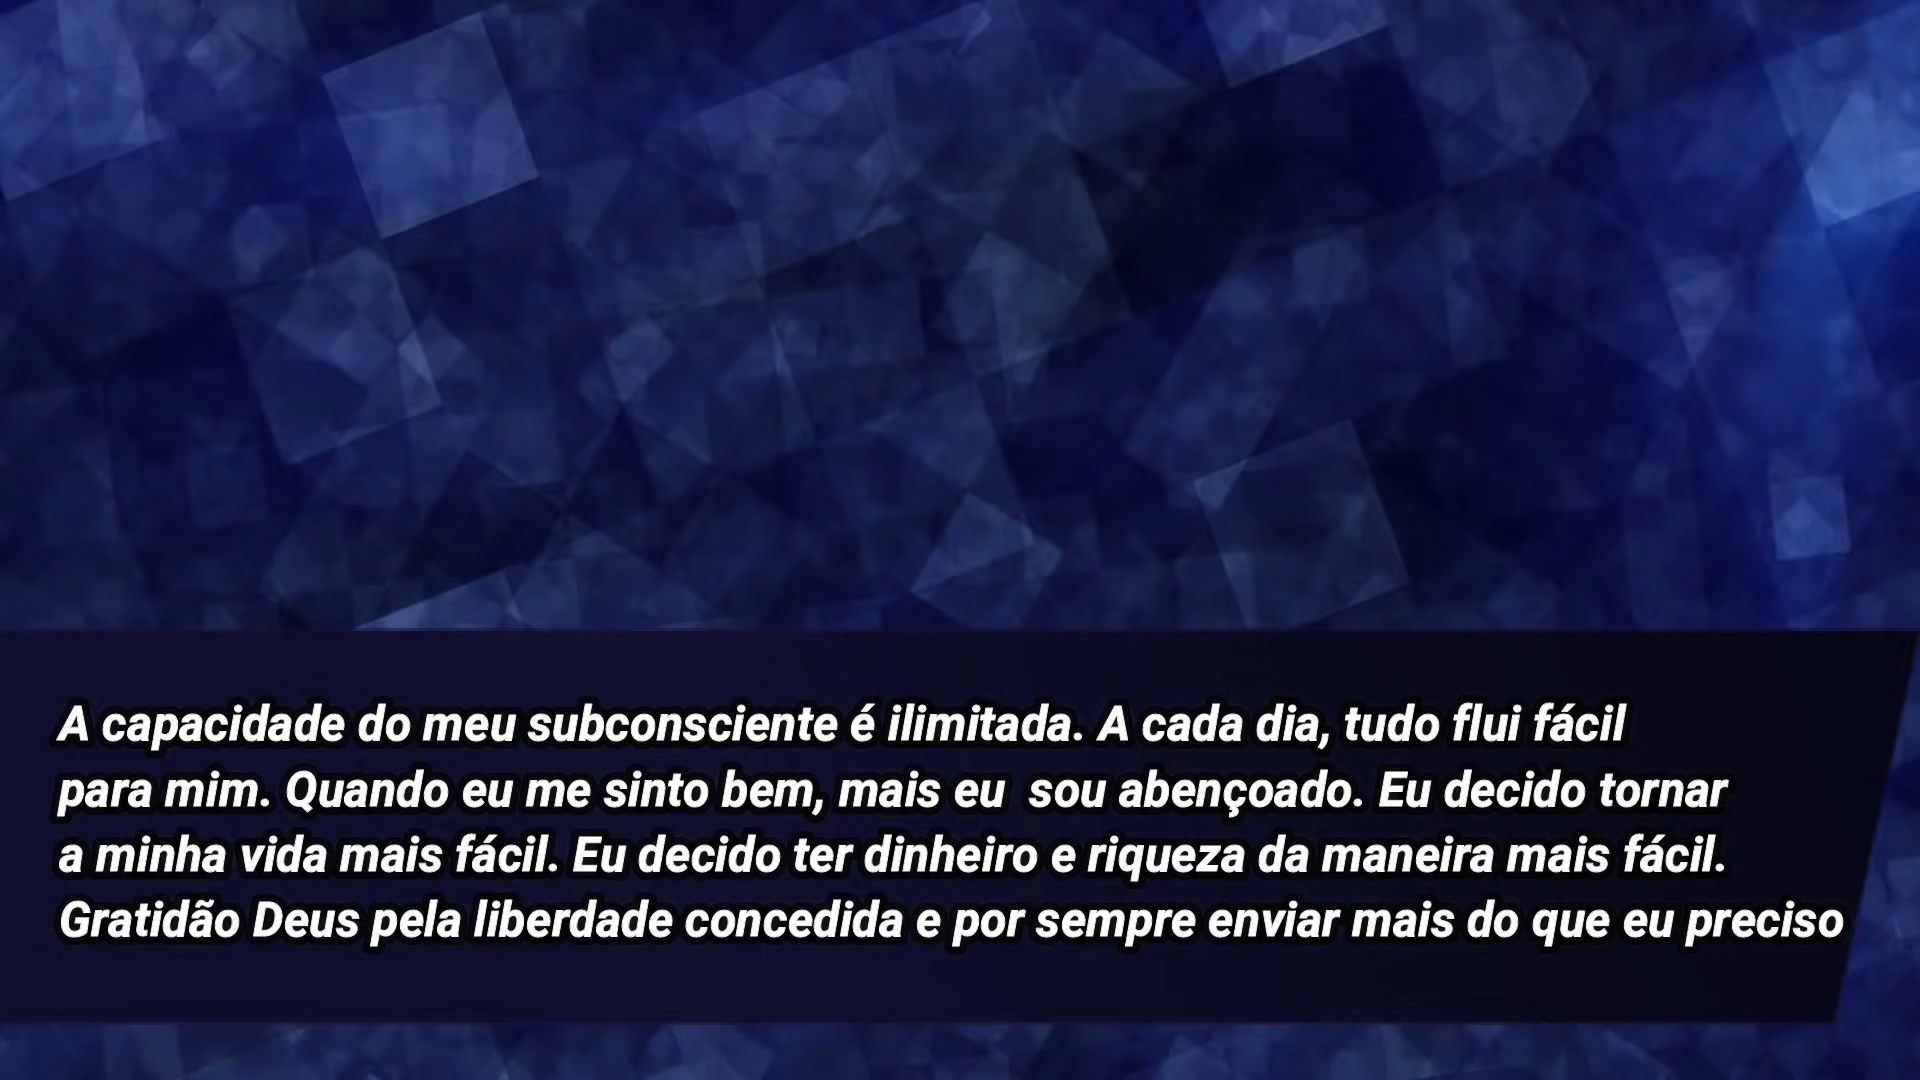 A capacidade do meu subconsciente é ilimitada. A cada dia, tudo flui fácil
para mim. Quando eu me sinto bem, mais eu  sou abençoado. Eu decido tornar
a minha vida mais fácil. Eu decido ter dinheiro e riqueza da maneira mais fácil.
Gratidão Deus pela liberdade concedida e por sempre enviar mais do que eu preciso